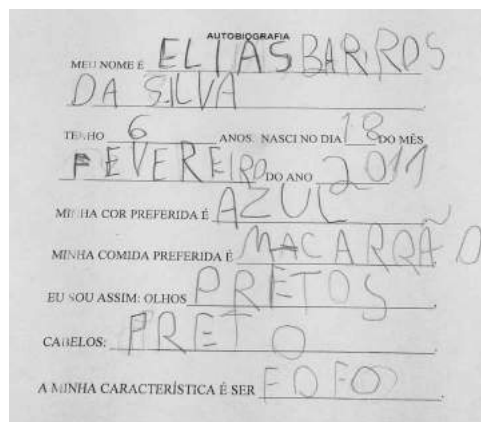 AUTOBIOGRAFIA
MEU NOME É ELIAS BARROS
DA SILVA
TENHO 6 ANOS. NASCI NO DIA 18 DO MÊS
FEVEREIRO DO ANO 2011
MINHA COR PREFERIDA É AZUL
MINHA COMIDA PREFERIDA É MACARRÃO
EU SOU ASSIM: OLHOS PRETOS
CABELOS: PRETO
A MINHA CARACTERÍSTICA É SER FOFO